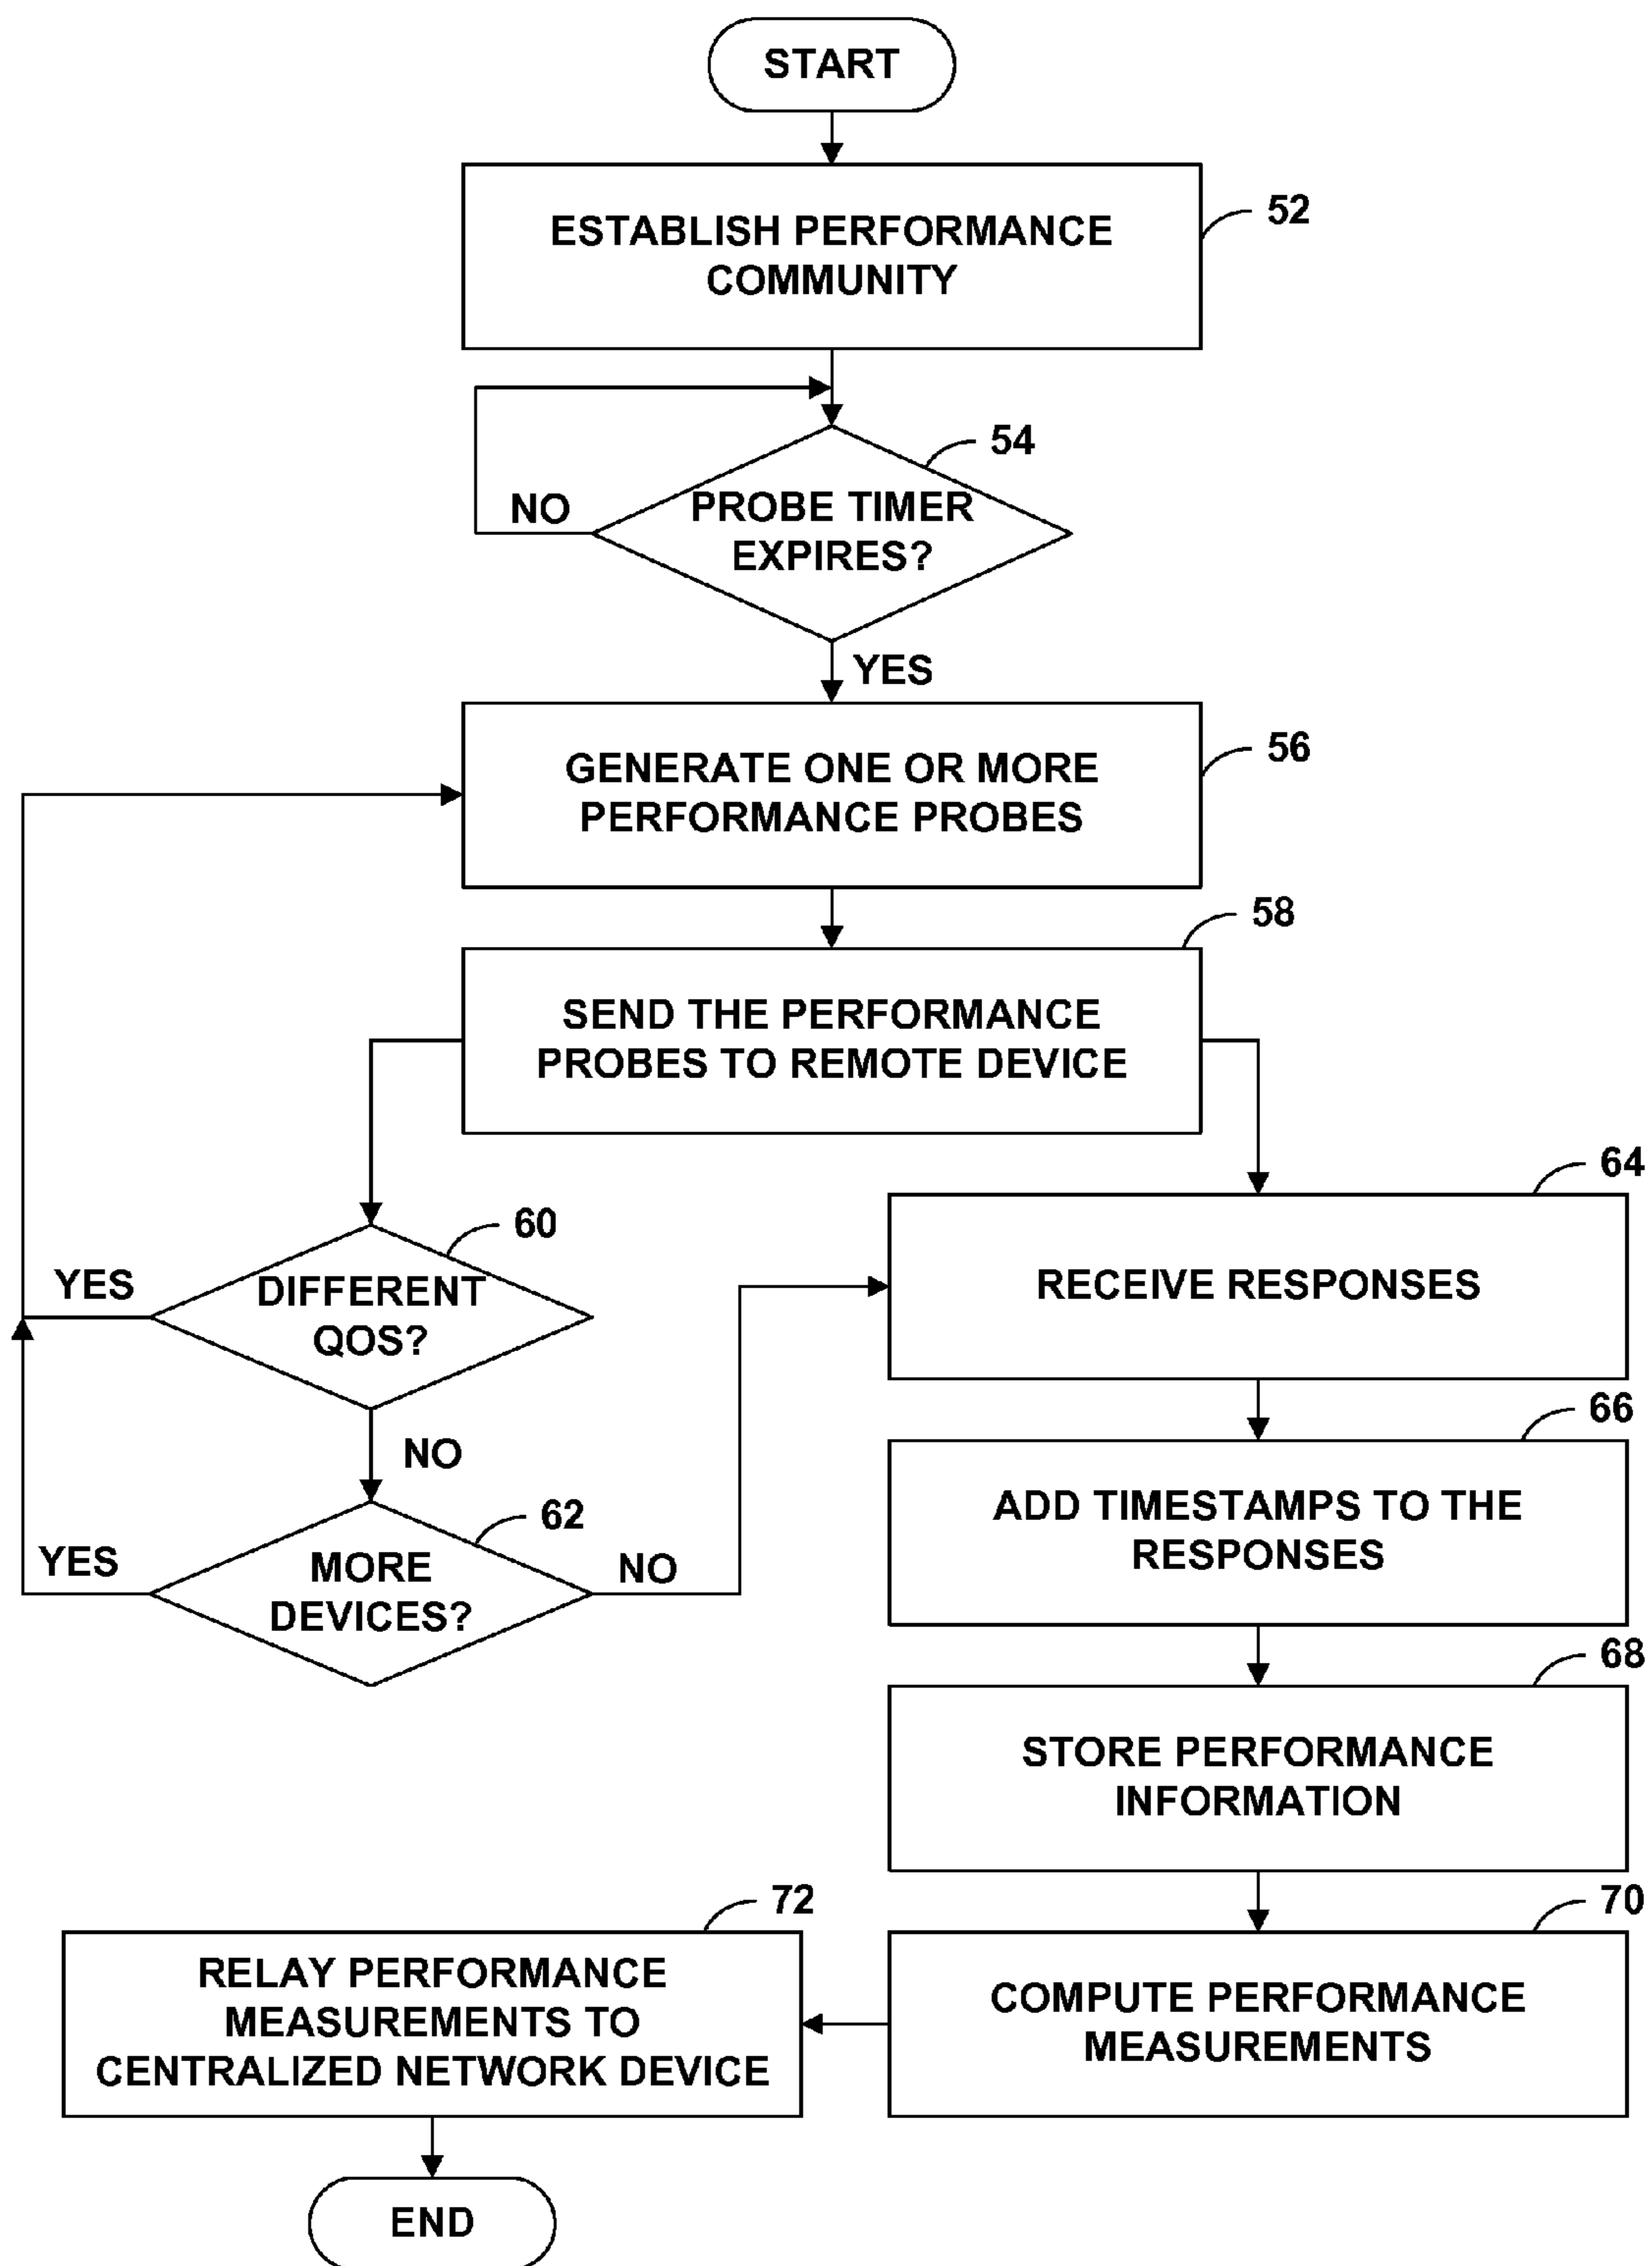 START
ESTABLISH PERFORMANCE
COMMUNITY
52
54
PROBE TIMER
EXPIRES?
NO
YES
GENERATE ONE OR MORE
PERFORMANCE PROBES
56
58
SEND THE PERFORMANCE
PROBES TO REMOTE DEVICE
60
DIFFERENT
QOS?
YES
NO
62
MORE
DEVICES?
YES
NO
64
RECEIVE RESPONSES
66
ADD TIMESTAMPS TO THE
RESPONSES
68
STORE PERFORMANCE
INFORMATION
70
COMPUTE PERFORMANCE
MEASUREMENTS
72
RELAY PERFORMANCE
MEASUREMENTS TO
CENTRALIZED NETWORK DEVICE
END